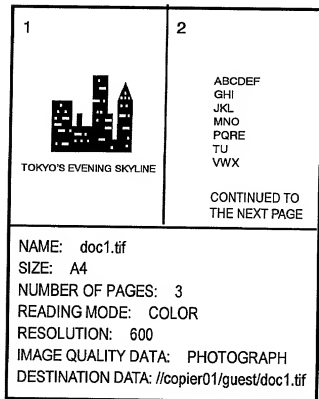 1
TOKYO'S EVENING SKYLINE
2
ABCDEF
GHI
JKL
MNO
PQRE
TU
VWX
CONTINUED TO
THE NEXT PAGE
NAME: doc1.tif
SIZE: A4
NUMBER OF PAGES: 3
READING MODE: COLOR
RESOLUTION: 600
IMAGE QUALITY DATA: PHOTOGRAPH
DESTINATION DATA: //copier01/guest/doc1.tif